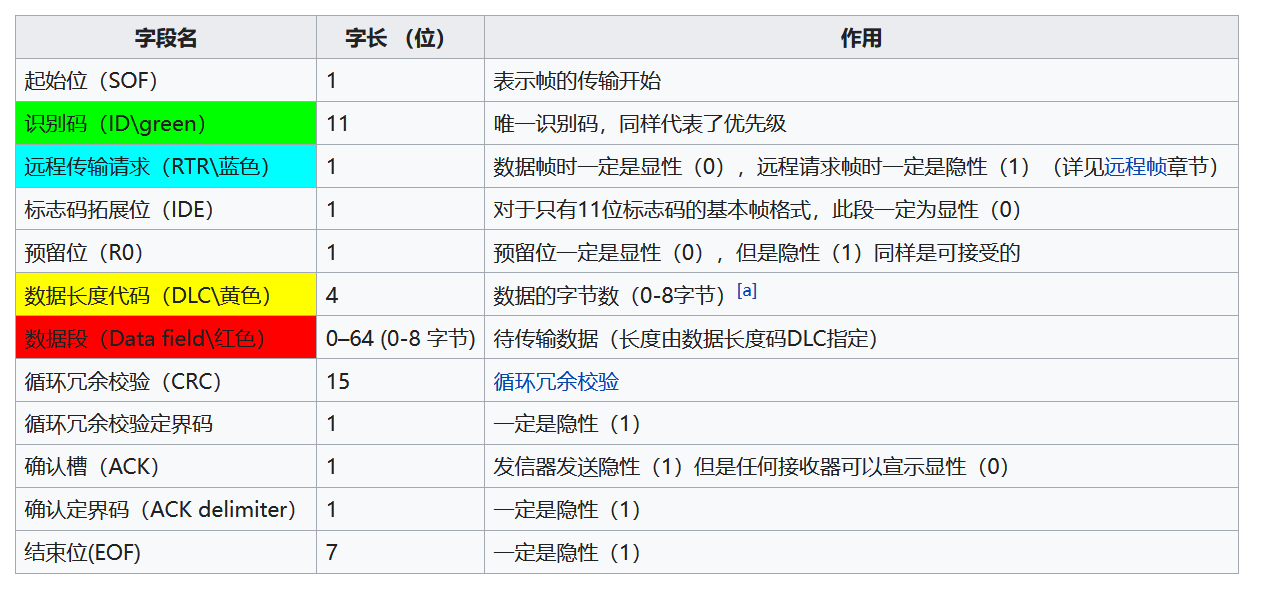 字段名 字长 （位） 作用
起始位（SOF） 1 表示帧的传输开始
识别码（ID\green） 11 唯一识别码，同样代表了优先级
远程传输请求（RTR\蓝色） 1 数据帧时一定是显性（0），远程请求帧时一定是隐性（1）（详见远程帧章节）
标志码拓展位（IDE） 1 对于只有11位标志码的基本帧格式，此段一定为显性（0）
预留位（R0） 1 预留位一定是显性（0），但是隐性（1）同样是可接受的
数据长度代码（DLC\黄色） 4 数据的字节数（0-8字节）[a]
数据段（Data field\红色） 0–64 (0-8 字节) 待传输数据（长度由数据长度码DLC指定）
循环冗余校验（CRC） 15 循环冗余校验
循环冗余校验定界码 1 一定是隐性（1）
确认槽（ACK） 1 发信器发送隐性（1）但是任何接收器可以宣示显性（0）
确认定界码（ACK delimiter） 1 一定是隐性（1）
结束位(EOF) 7 一定是隐性（1）